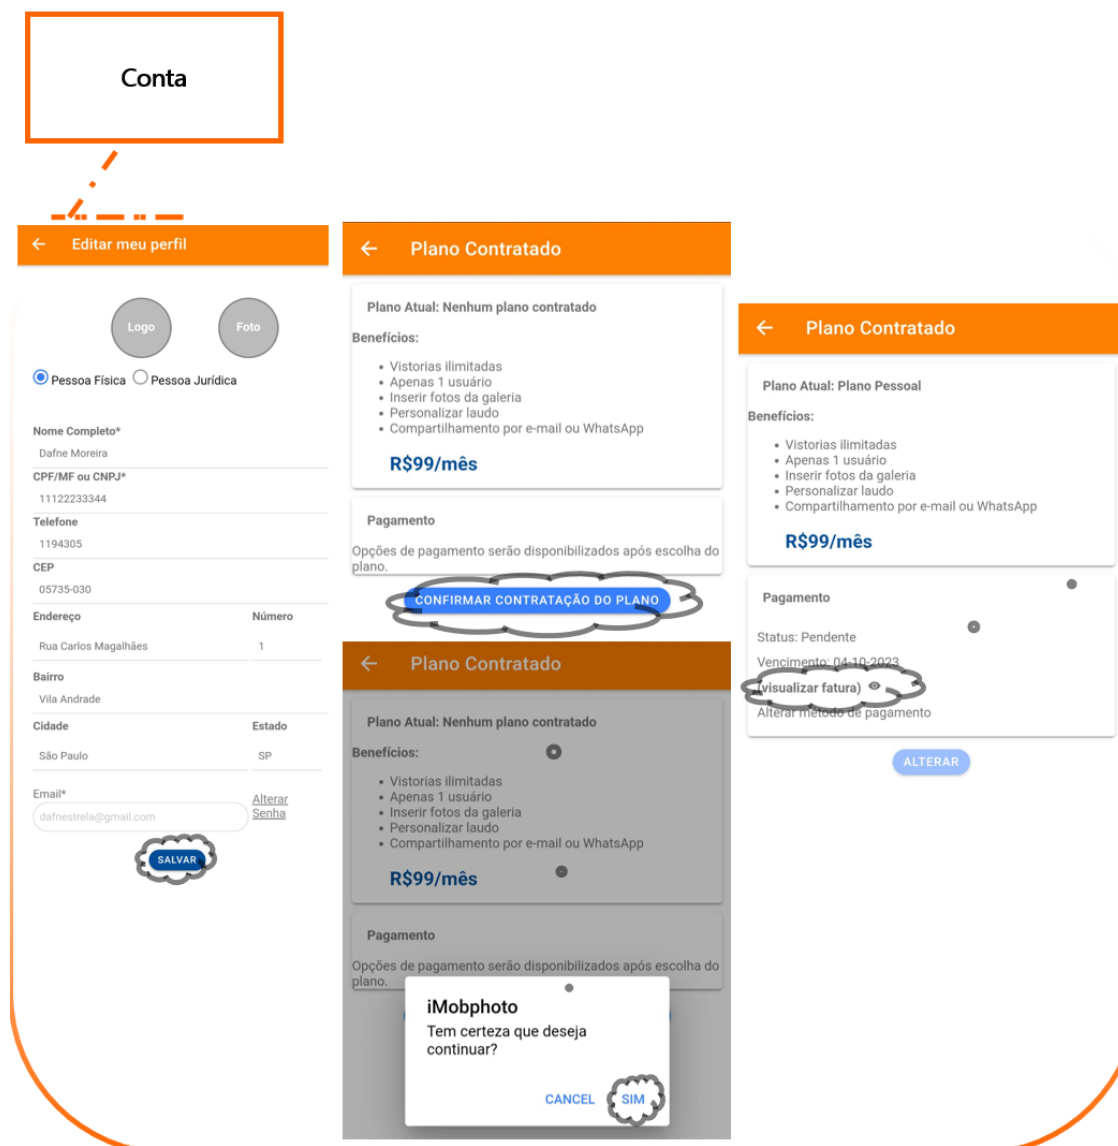 Conta
Editar meu perfil
Logo
Foto
Pessoa Física
Pessoa Jurídica
Nome Completo*
Dafne Moreira
CPF/MF ou CNPJ*
11122233344
Telefone
1194305
CEP
05735-030
Endereço
Número
Rua Carlos Magalhães
1
Bairro
Vila Andrade
Cidade
Estado
São Paulo
SP
Email*
Alterar
Senha
dafnestrela@gmail.com
SALVAR
Plano Contratado
Plano Atual: Nenhum plano contratado
Benefícios:
• Vistorias ilimitadas
• Apenas 1 usuário
• Inserir fotos da galeria
• Personalizar laudo
• Compartilhamento por e-mail ou WhatsApp
R$99/mês
Pagamento
Opções de pagamento serão disponibilizados após escolha do
plano.
CONFIRMAR CONTRATAÇÃO DO PLANO
Plano Contratado
Plano Atual: Nenhum plano contratado
Benefícios:
• Vistorias ilimitadas
• Apenas 1 usuário
• Inserir fotos da galeria
• Personalizar laudo
• Compartilhamento por e-mail ou WhatsApp
R$99/mês
Pagamento
Opções de pagamento serão disponibilizados após escolha do
plano.
iMobphoto
Tem certeza que deseja
continuar?
CANCEL
SIM
Plano Contratado
Plano Atual: Plano Pessoal
Benefícios:
• Vistorias ilimitadas
• Apenas 1 usuário
• Inserir fotos da galeria
• Personalizar laudo
• Compartilhamento por e-mail ou WhatsApp
R$99/mês
Pagamento
Status: Pendente
Vencimento: 04-10-2023
(visualizar fatura)
Alterar método de pagamento
ALTERAR